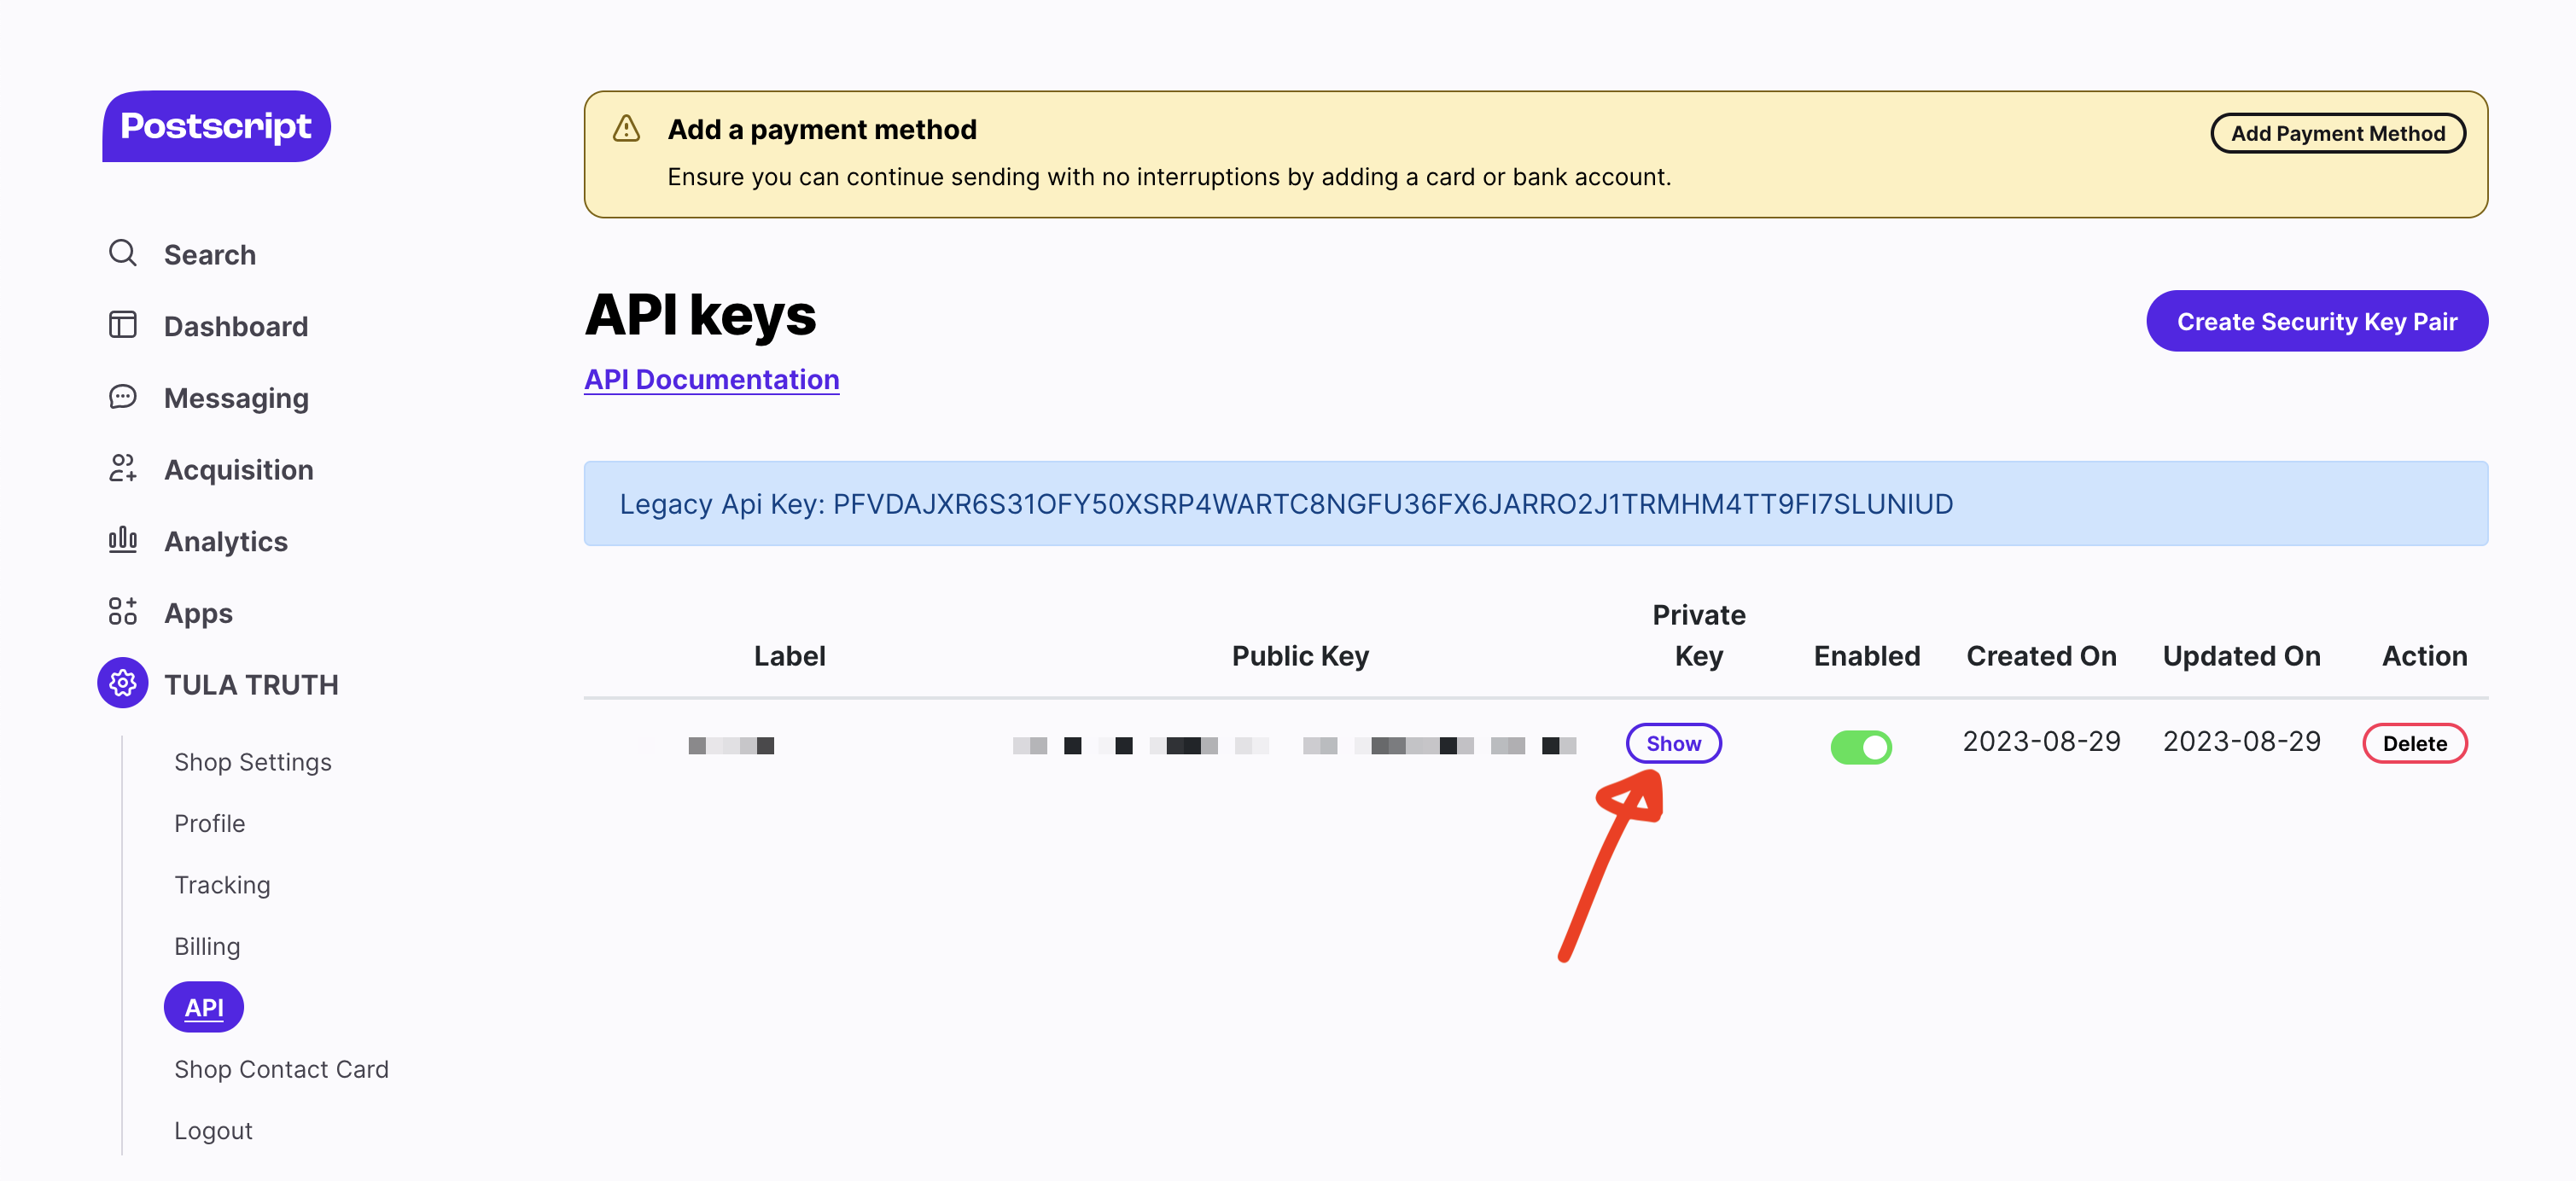 Postscript
Search
Dashboard
Messaging
Acquisition
Analytics
Apps
TULA TRUTH
Shop Settings
Profile
Tracking
Billing
API
Shop Contact Card
Logout
Add a payment method
Add Payment Method
Ensure you can continue sending with no interruptions by adding a card or bank account.
API keys
Create Security Key Pair
API Documentation
Legacy Api Key: PFVDAJXR6S31OFY50XSRP4WARTC8NGFU36FX6JARRO2J1TRMHM4TT9FI7SLUNIUD
Label
Public Key
Private Key
Enabled
Created On
Updated On
Action
Show
2023-08-29
2023-08-29
Delete